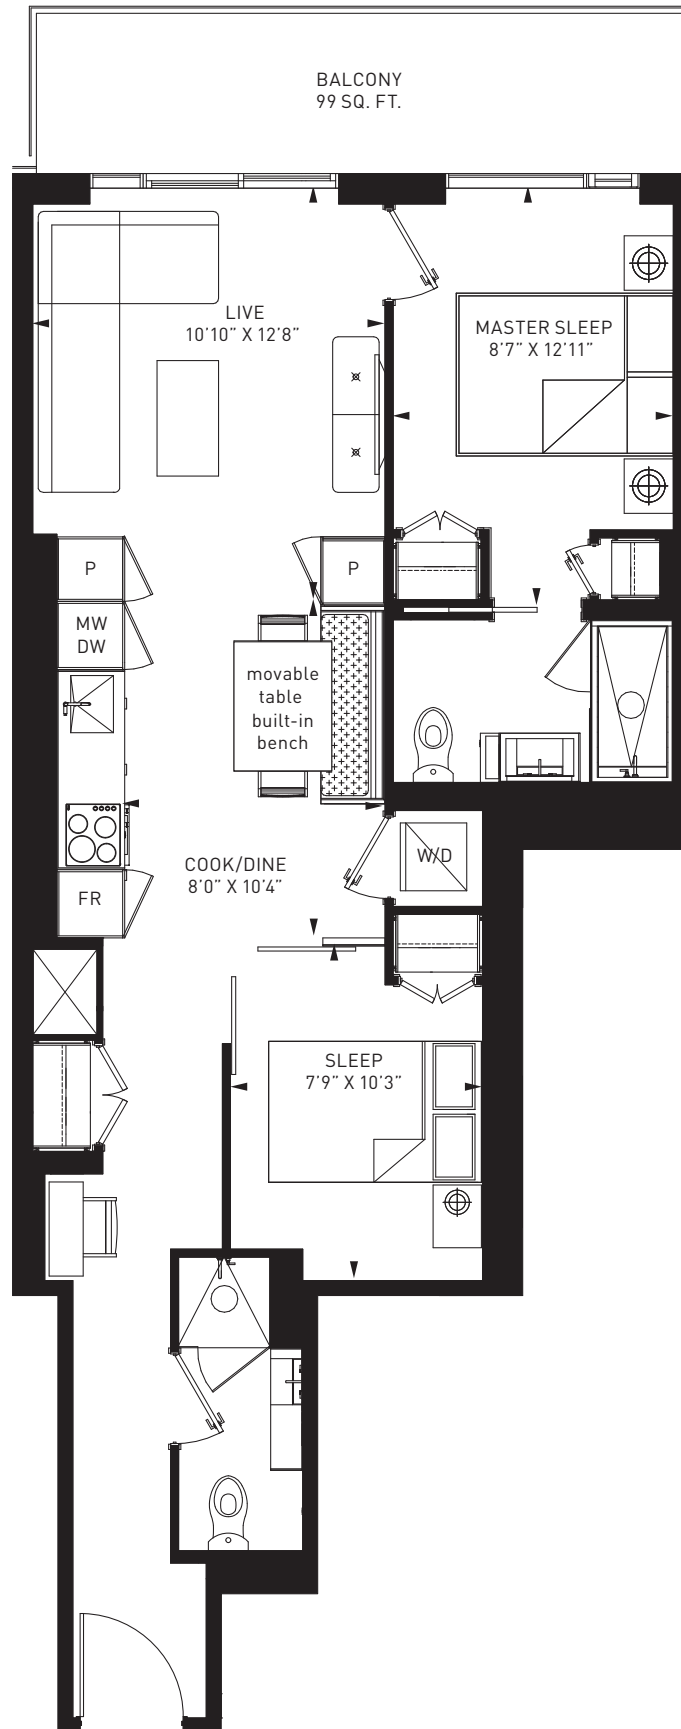 BALCONY
99 SQ. FT.
LIVE
10’10” X 12’8”
MASTER SLEEP
8’7” X 12’11”
P
P
MW
DW
movable
table
built-in
bench
COOK/DINE
8’0” X 10’4”
W/D
FR
SLEEP
7’9” X 10’3”